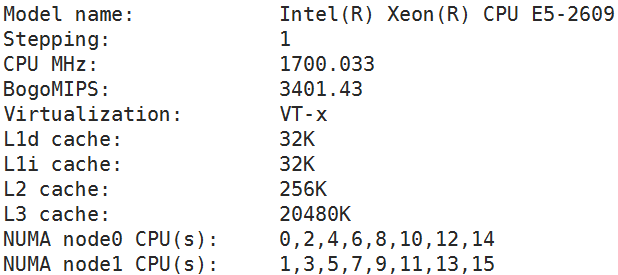 Model name: Intel(R) Xeon(R) CPU E5-2609
Stepping: 1
CPU MHz: 1700.033
BogoMIPS: 3401.43
Virtualization: VT-x
L1d cache: 32K
L1i cache: 32K
L2 cache: 256K
L3 cache: 20480K
NUMA node0 CPU(s): 0,2,4,6,8,10,12,14
NUMA node1 CPU(s): 1,3,5,7,9,11,13,15